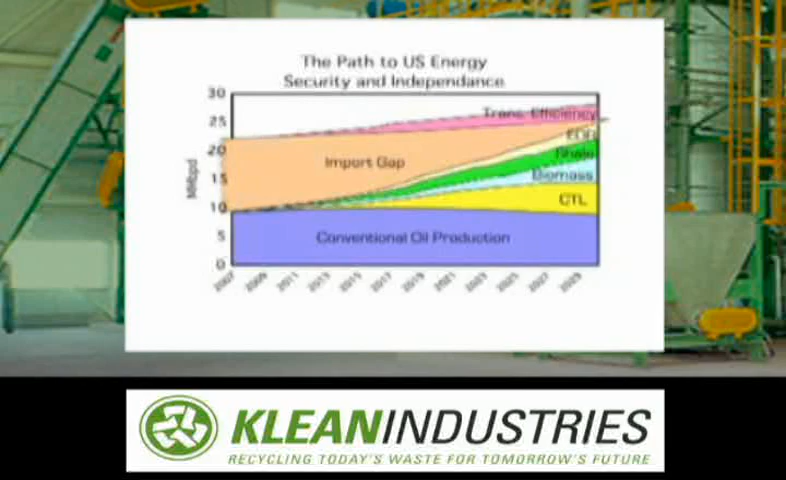 The Path to US Energy
Security and Independance
30
25
20
15
10
5
0
MMbpd
Trans. Efficiency
EOR
Shale
Import Gap
Biomass
CTL
Conventional Oil Production
2007 2009 2011 2013 2015 2017 2019 2021 2023 2025 2027 2029
KLEANINDUSTRIES
RECYCLING TODAY'S WASTE FOR TOMORROW'S FUTURE